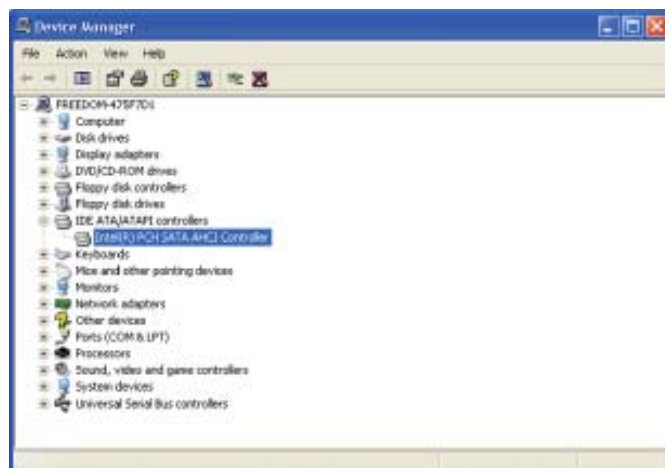 Device Manager
File Action View Help
FREEDOM-475F7D1
Computer
Disk drives
Display adapters
DVD/CD-ROM drives
Floppy disk controllers
Floppy disk drives
IDE ATA/ATAPI controllers
Intel(R) PCH SATA AHCI Controller
Keyboards
Mice and other pointing devices
Monitors
Network adapters
Other devices
Ports (COM & LPT)
Processors
Sound, video and game controllers
System devices
Universal Serial Bus controllers